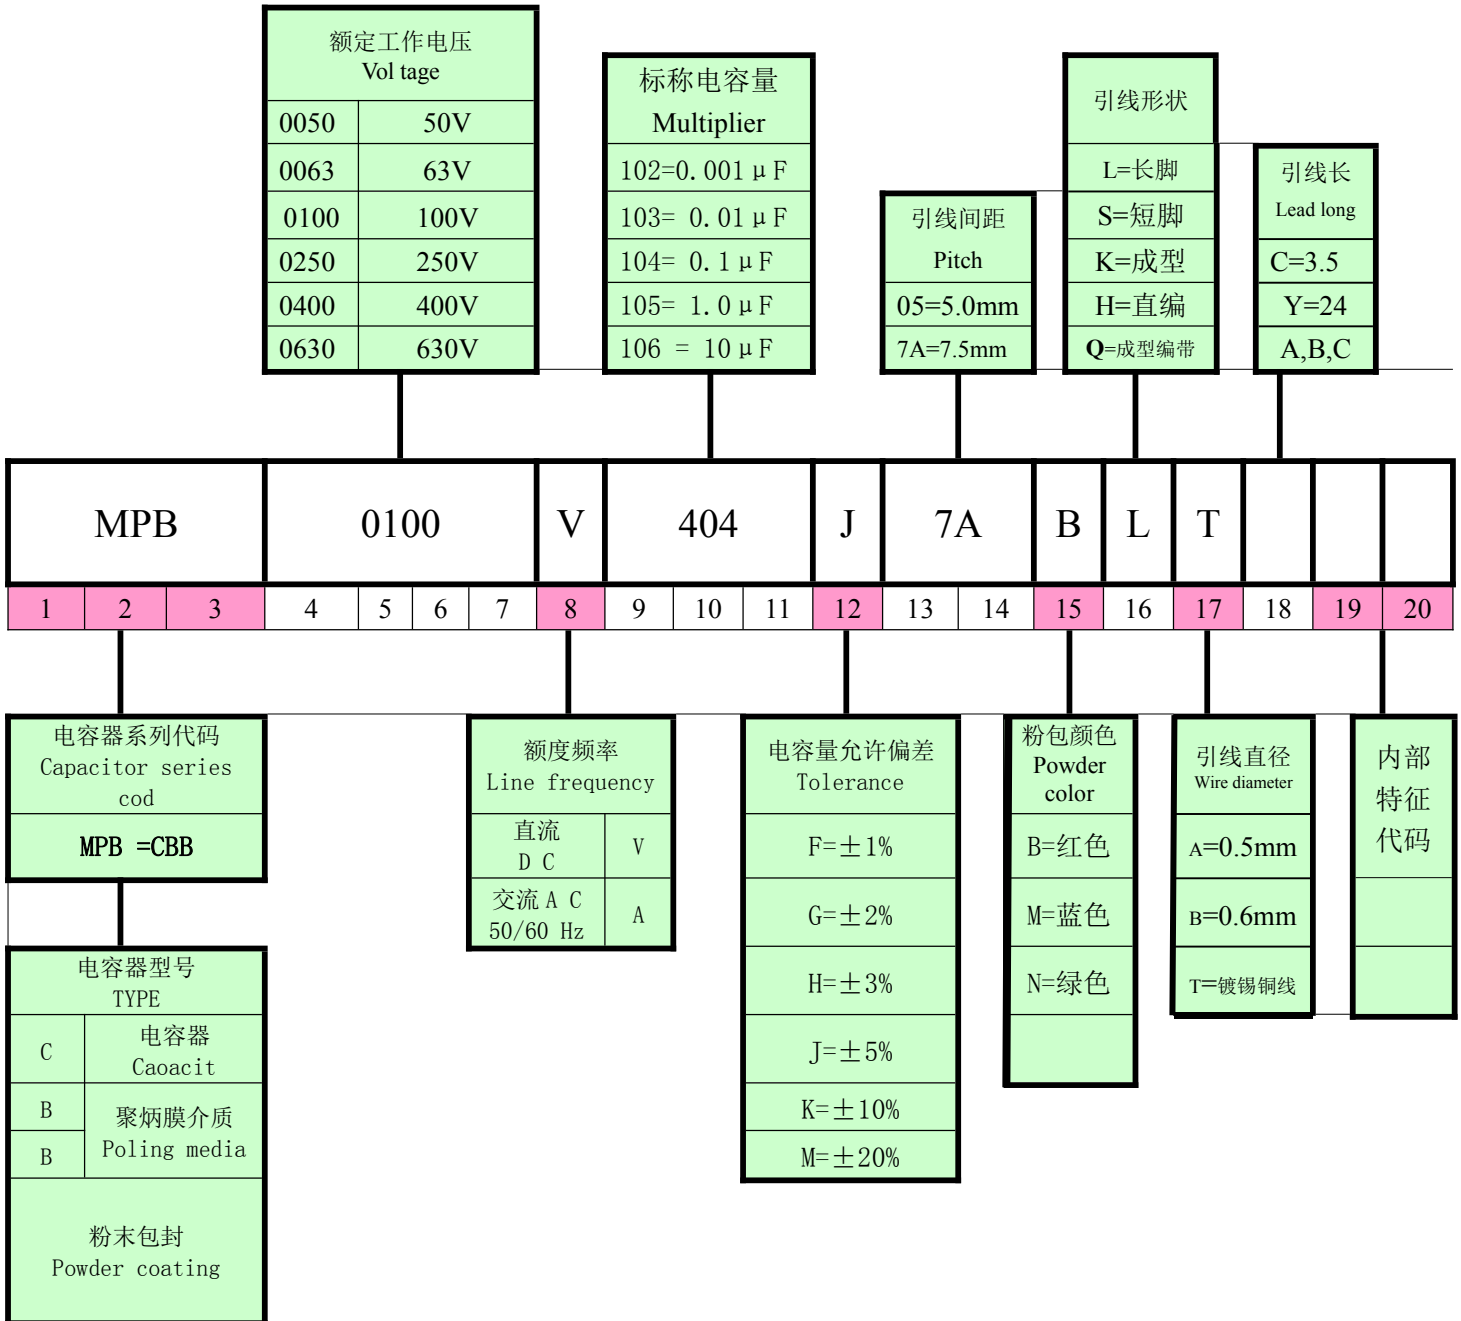 额定工作电压
Vol tage
0050 50V
0063 63V
0100 100V
0250 250V
0400 400V
0630 630V
标称电容量
Multiplier
102=0.001μF
103= 0.01μF
104= 0.1μF
105= 1.0μF
106 = 10μF
引线间距
Pitch
05=5.0mm
7A=7.5mm
引线形状
L=长脚
S=短脚
K=成型
H=直编
Q=成型编带
引线长
Lead long
C=3.5
Y=24
A,B,C
MPB 0100 V 404 J 7A B L T
1 2 3 4 5 6 7 8 9 10 11 12 13 14 15 16 17 18 19 20
电容器系列代码
Capacitor series
cod
MPB =CBB
电容器型号
TYPE
C 电容器
Caoacit
B 聚炳膜介质
B Poling media
粉末包封
Powder coating
额度频率
Line frequency
直流
D C
V
交流 A C
50/60 Hz
A
电容量允许偏差
Tolerance
F=±1%
G=±2%
H=±3%
J=±5%
K=±10%
M=±20%
粉包颜色
Powder
color
B=红色
M=蓝色
N=绿色
引线直径
Wire diameter
A=0.5mm
B=0.6mm
T=镀锡铜线
内部
特征
代码